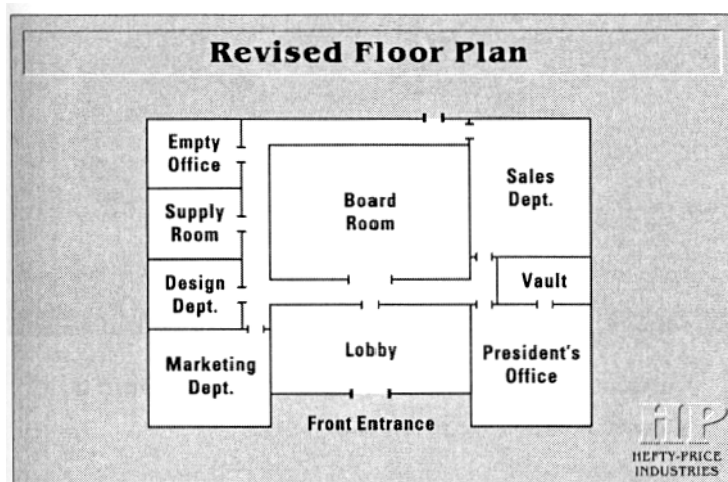 Revised Floor Plan
Empty
Office
Supply
Room
Design
Dept.
Marketing
Dept.
Board
Room
Lobby
Sales
Dept.
Vault
President's
Office
Front Entrance
HP
HEFTY-PRICE
INDUSTRIES